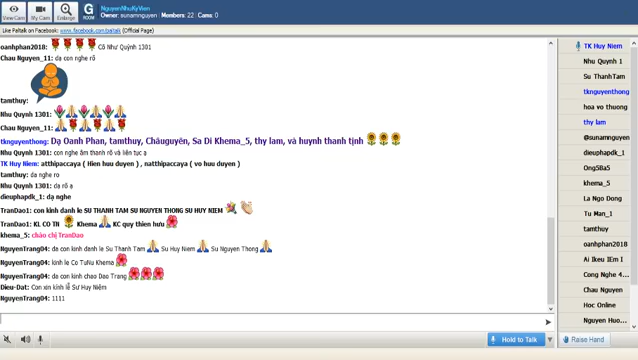 NguyenNhuKyVien
Owner: sunamnguyen Members: 22 Cams: 0
View Cam
My Cam
Enlarge
G
ROOM
Like Paltalk on Facebook: www.facebook.com/paltalk (Official Page)
oanhphan2018: Cô Như Quỳnh 1301
Chau Nguyen_11: dạ con nghe rõ
tamthuy:
Nhu Quynh 1301:
Chau Nguyen_11:
tknguyenthong: Dạ Oanh Phan, tamthuy, Châuguyên, Sa Di Khema_5, thy lam, và huynh thanh tịnh
Nhu Quynh 1301: con nghe âm thanh rõ và liên tục ạ
TK Huy Niem: atthipaccaya ( Hien huu duyen ) , natthipaccaya ( vo huu duyen )
tamthuy: da nghe ro
Nhu Quynh 1301: dạ rõ ạ
dieuphapdk_1: dạ nghe
TranDao1: con kinh danh le SU THANH TAM SU NGUYEN THONG SU HUY NIEM
TranDao1: KL CO TN Khema KC quy thien hưu
khema_5: chào chị TranDao
NguyenTrang04: da con kinh danh le Su Thanh Tam Su Huy Niem Su Nguyen Thong
NguyenTrang04: kinh le Co TuNu Khema
NguyenTrang04: da con kinh chao Dao Trang
Dieu-Dat: Con xin kính lễ Sư Huy Niệm
NguyenTrang04: 1111
Hold to Talk
TK Huy Niem
Nhu Quynh 1
Su ThanhTam
tknguyenthong
hoa vo thuong
thy lam
@sunamnguyen
dieuphapdk_1
Ong5Ba5
khema_5
La Ngo Dong
Tu Man_1
tamthuy
oanhphan2018
Ai Ikeu IEm I
Cong Nghe 4...
Chau Nguyen
Hoc Online
Nguyen Huo...
Raise Hand